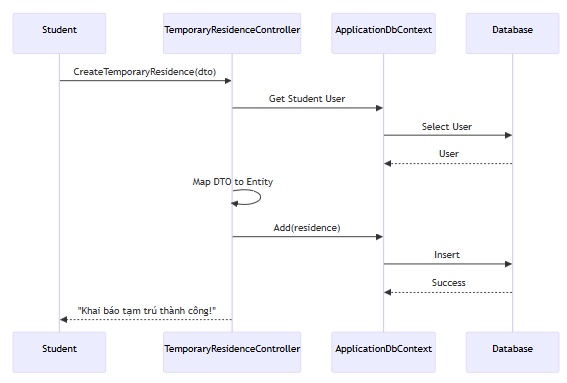 Student
TemporaryResidenceController
ApplicationDbContext
Database
CreateTemporaryResidence(dto)
Get Student User
Select User
User
Map DTO to Entity
Add(residence)
Insert
Success
"Khai báo tạm trú thành công!"
Student
TemporaryResidenceController
ApplicationDbContext
Database